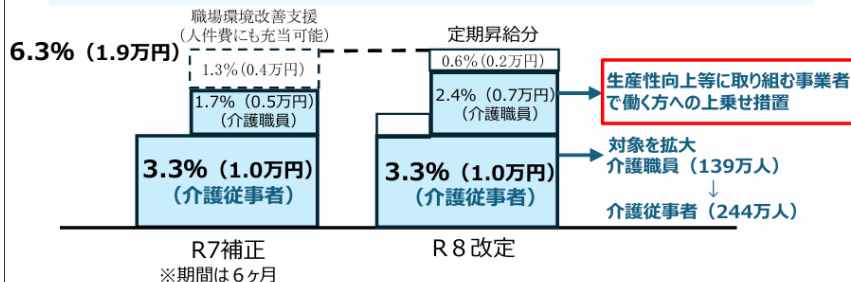 職場環境改善支援
(人件費にも充当可能)
6.3%（1.9万円）
1.3%(0.4万円)
1.7%（0.5万円）
(介護職員)
3.3%（1.0万円）
（介護従事者）
R7補正
※期間は６ヶ月
定期昇給分
0.6%(0.2万円)
2.4%（0.7万円）
(介護職員)
3.3%（1.0万円）
（介護従事者）
R８改定
生産性向上等に取り組む事業者
で働く方への上乗せ措置
対象を拡大
介護職員（139万人）
↓
介護従事者（244万人）